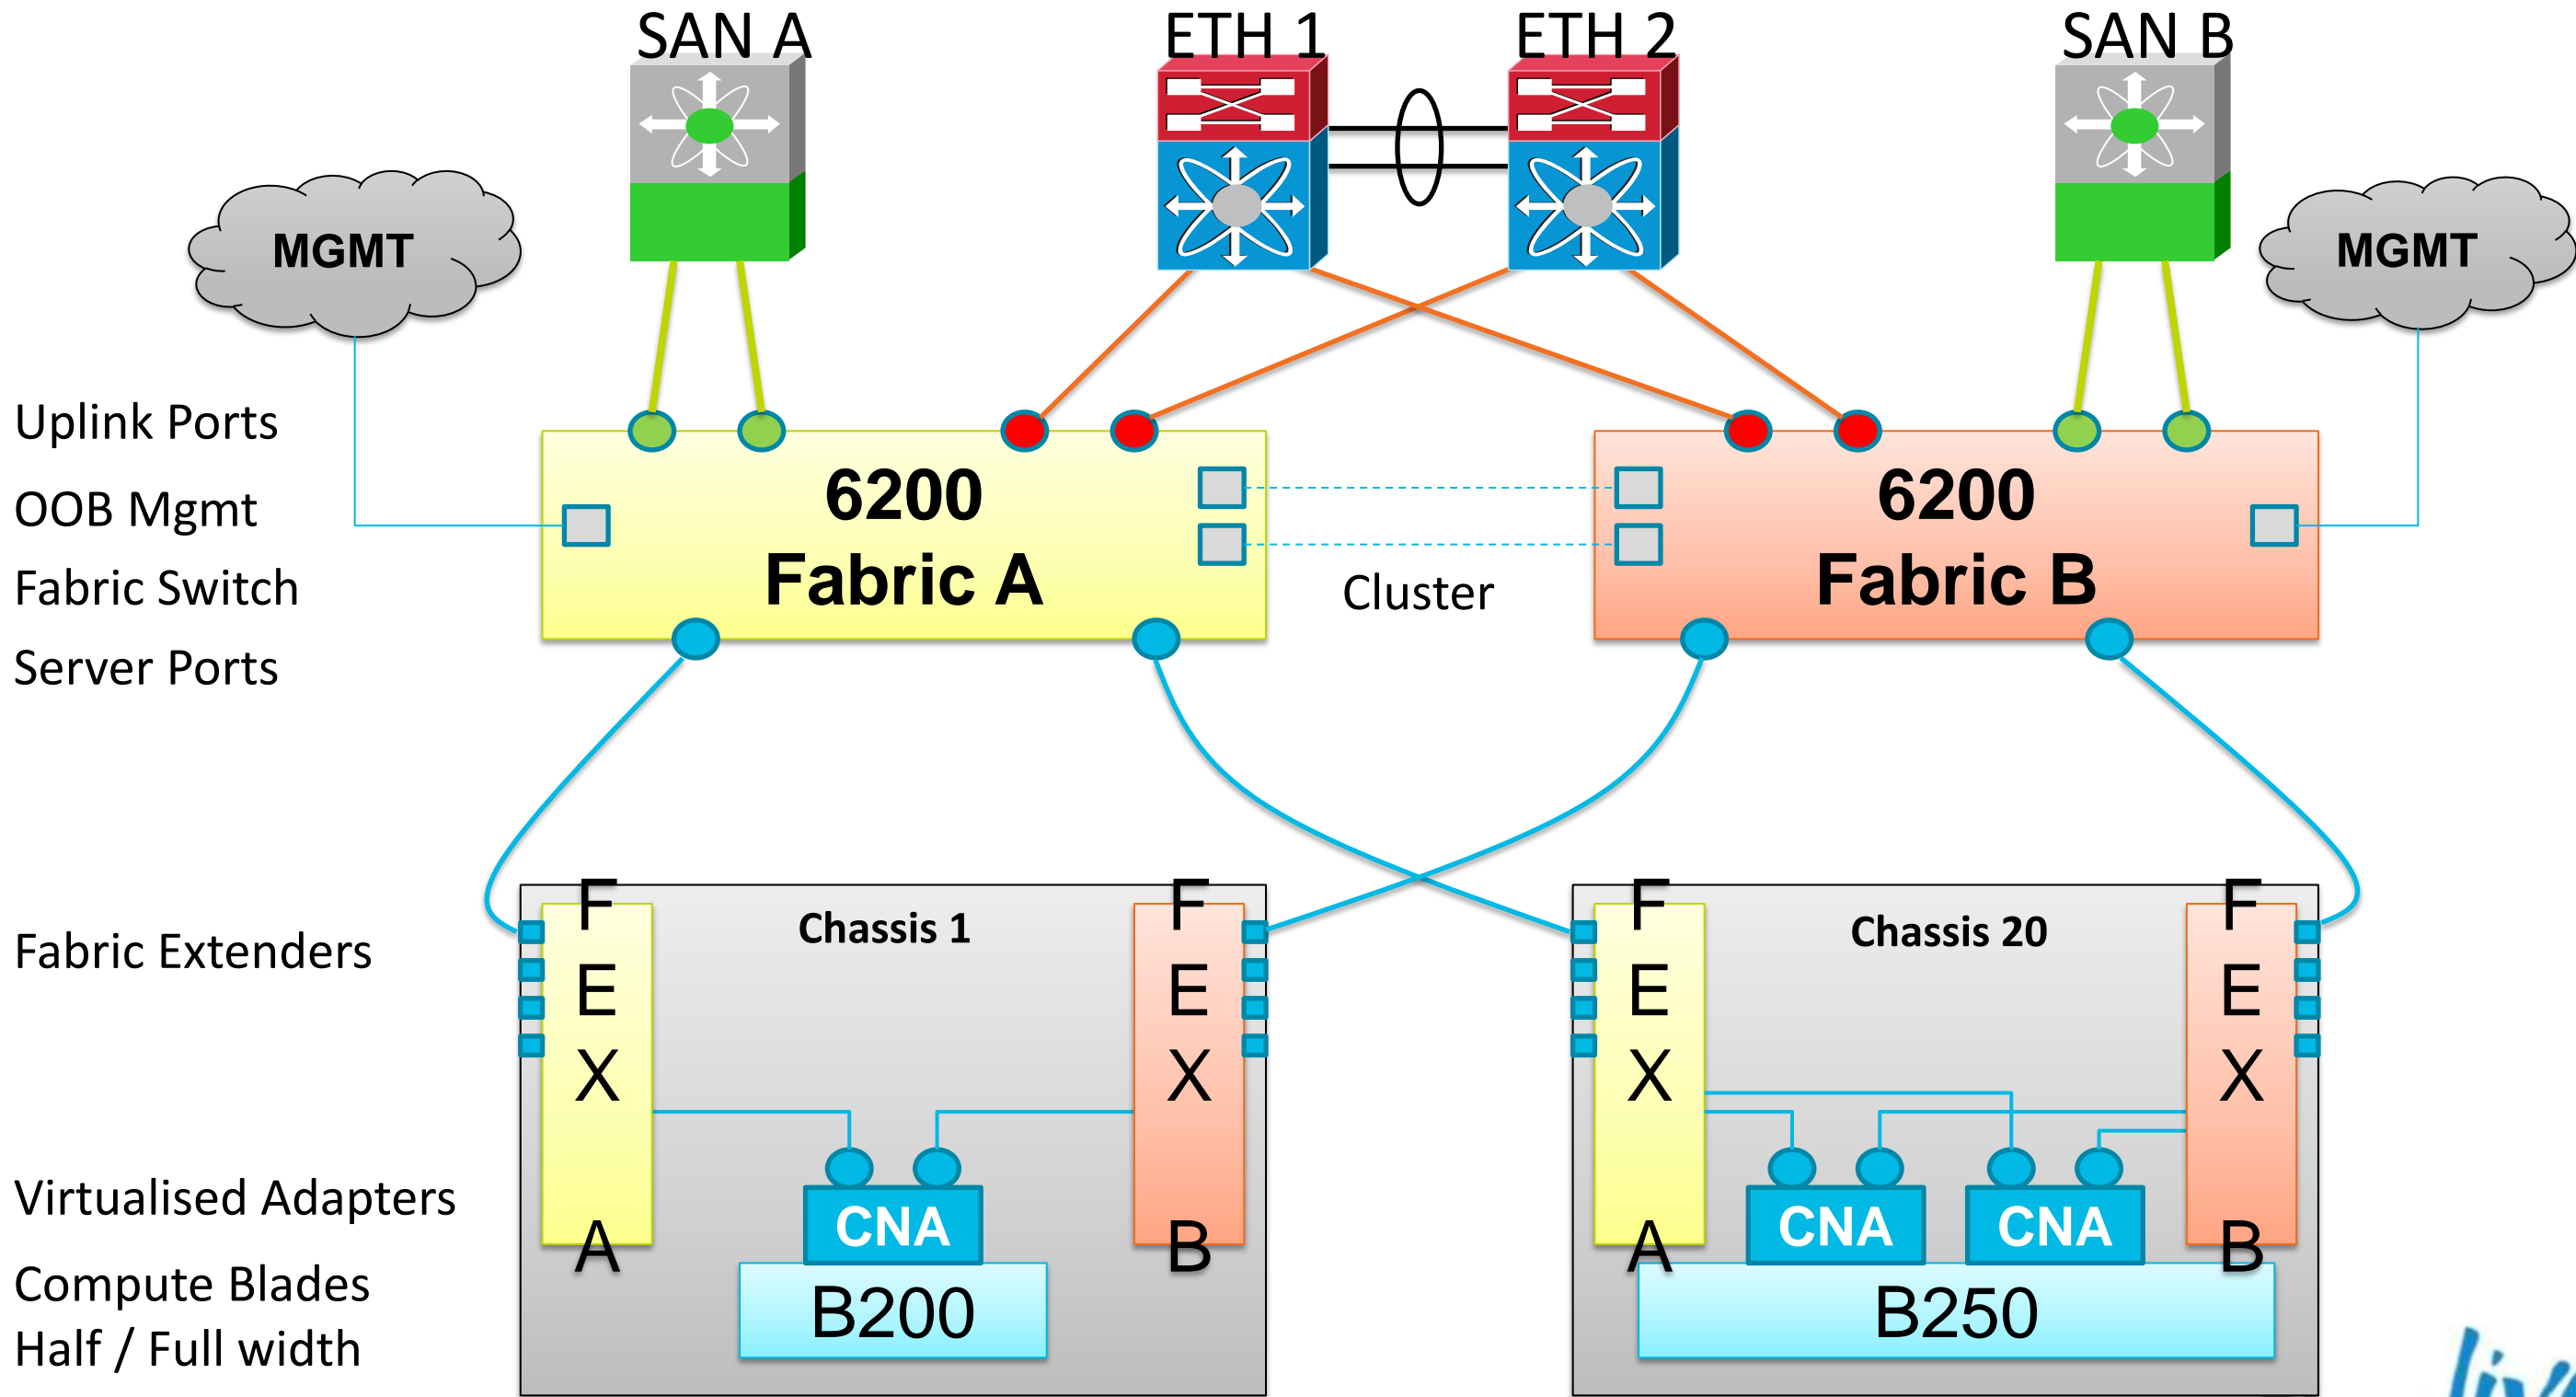 SAN A
ETH 1
ETH 2
SAN B
MGMT
MGMT
Uplink Ports
OOB Mgmt
Fabric Switch
Server Ports
6200
Fabric A
Cluster
6200
Fabric B
Fabric Extenders
Virtualised Adapters
Compute Blades
Half / Full width
F
E
X
A
Chassis 1
F
E
X
B
CNA
B200
F
E
X
A
Chassis 20
F
E
X
B
CNA
CNA
B250